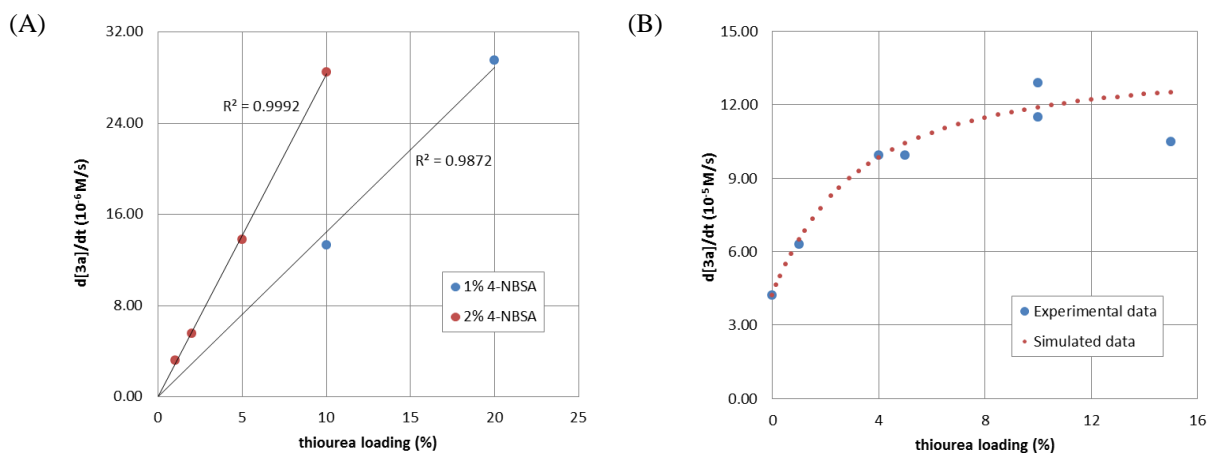 (A)
d[3a]/dt (10⁻⁶ M/s)
32.00
24.00
16.00
8.00
0.00
R² = 0.9992
R² = 0.9872
1% 4-NBSA
2% 4-NBSA
0 5 10 15 20 25
thiourea loading (%)
(B)
d[3a]/dt (10⁻⁵ M/s)
15.00
12.00
9.00
6.00
3.00
0.00
Experimental data
Simulated data
0 4 8 12 16
thiourea loading (%)